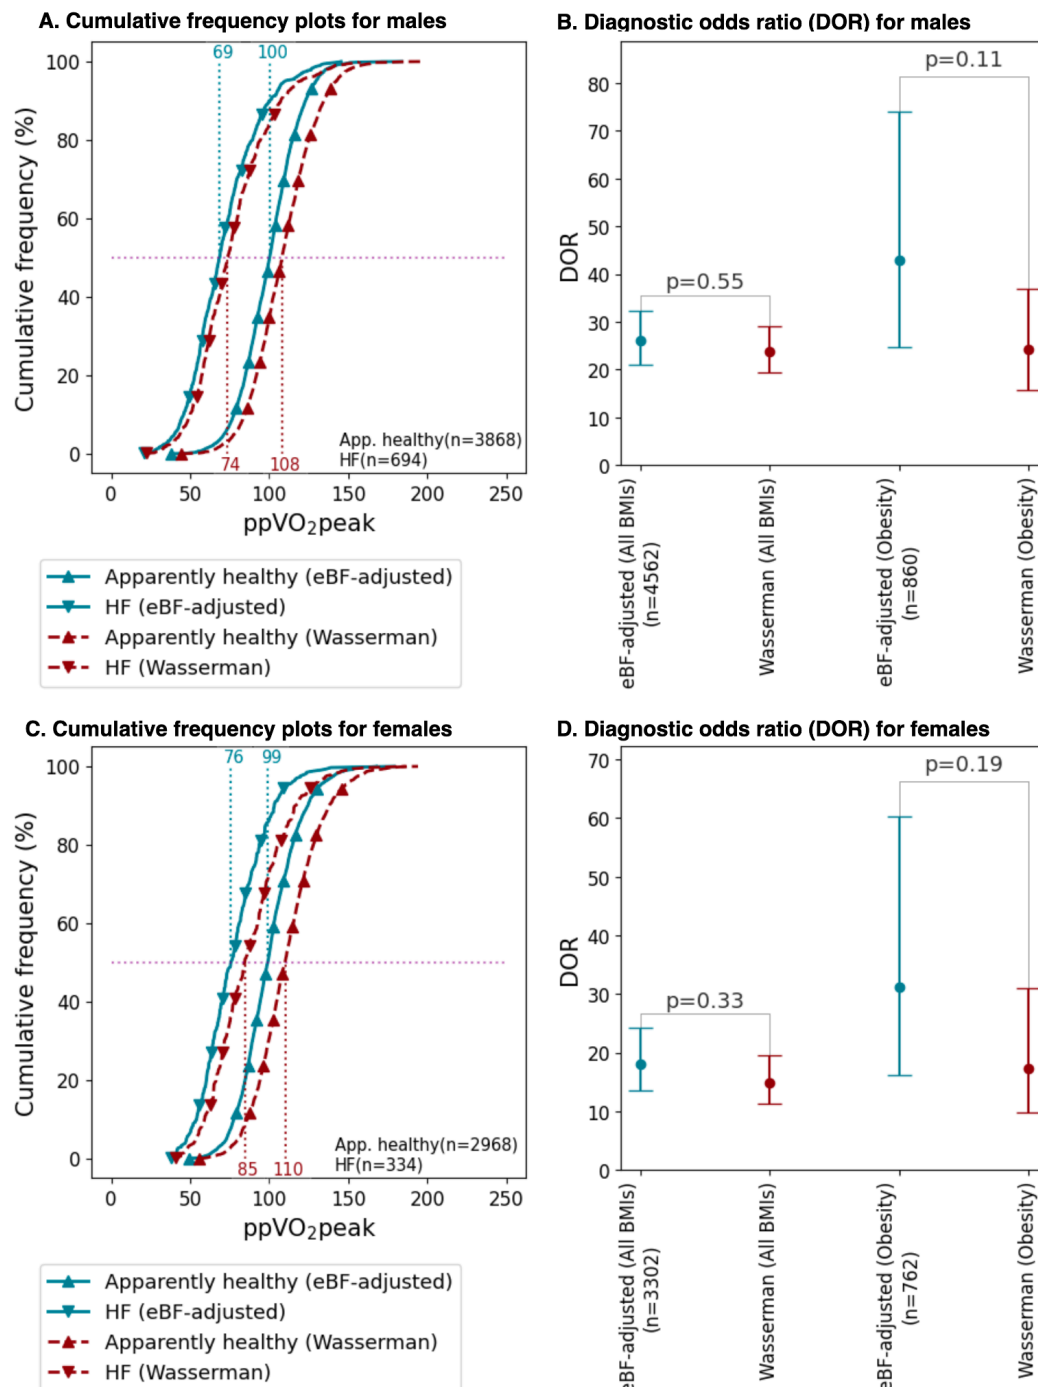 A. Cumulative frequency plots for males
69
100
100
80
60
40
20
0
Cumulative frequency (%)
App. healthy(n=3868)
HF(n=694)
74
108
0
50
100
150
200
250
ppVO₂peak
Apparently healthy (eBF-adjusted)
HF (eBF-adjusted)
Apparently healthy (Wasserman)
HF (Wasserman)
B. Diagnostic odds ratio (DOR) for males
p=0.11
p=0.55
80
70
60
50
40
30
20
10
0
DOR
eBF-adjusted (All BMIs)
(n=4562)
Wasserman (All BMIs)
eBF-adjusted (Obesity)
(n=860)
Wasserman (Obesity)
C. Cumulative frequency plots for females
76
99
100
80
60
40
20
0
Cumulative frequency (%)
App. healthy(n=2968)
HF(n=334)
85
110
0
50
100
150
200
250
ppVO₂peak
Apparently healthy (eBF-adjusted)
HF (eBF-adjusted)
Apparently healthy (Wasserman)
HF (Wasserman)
D. Diagnostic odds ratio (DOR) for females
p=0.19
p=0.33
70
60
50
40
30
20
10
0
DOR
eBF-adjusted (All BMIs)
(n=3302)
Wasserman (All BMIs)
eBF-adjusted (Obesity)
(n=762)
Wasserman (Obesity)